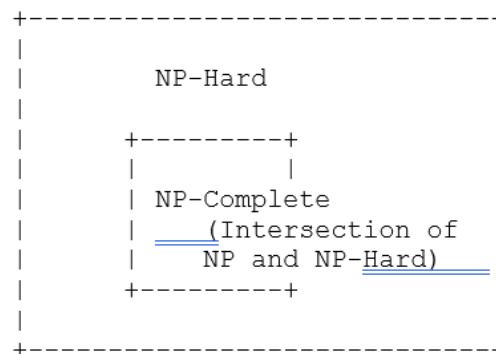 NP-Hard
NP-Complete
(Intersection of
NP and NP-Hard)